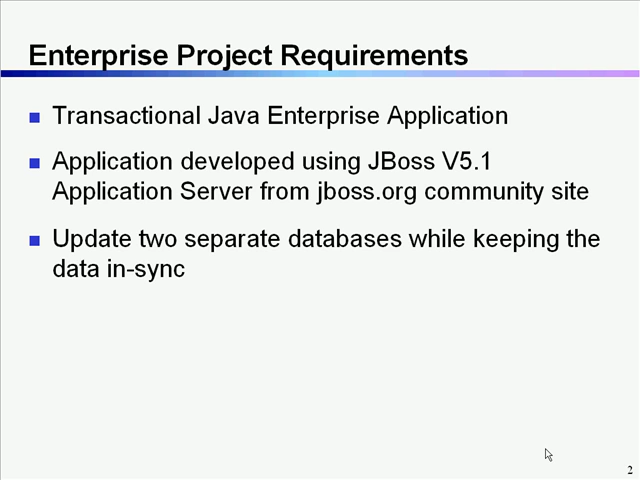 Enterprise Project Requirements
Transactional Java Enterprise Application
Application developed using JBoss V5.1
Application Server from jboss.org community site
Update two separate databases while keeping the
data in-sync
2